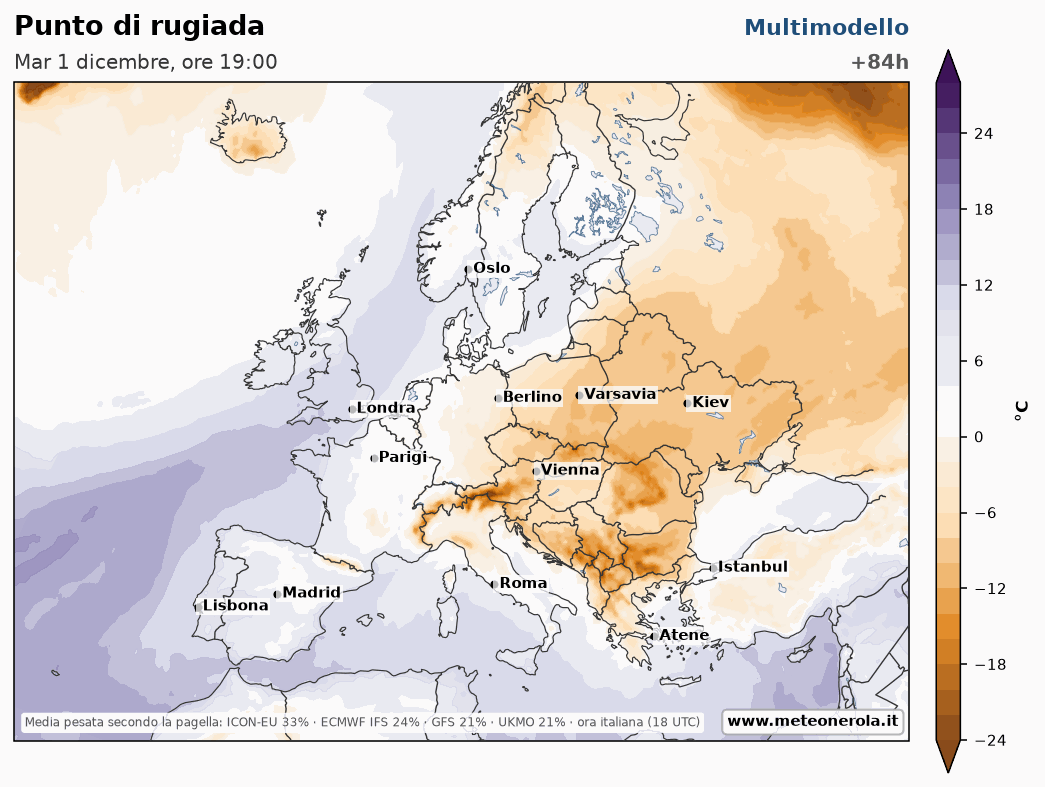 Punto di rugiada
Multimodello
Mar 1 dicembre, ore 19:00
+84h
24
18
12
6
0
−6
−12
−18
−24
°C
Oslo
Londra
Berlino
Varsavia
Kiev
Parigi
Vienna
Istanbul
Roma
Madrid
Lisbona
Atene
Media pesata secondo la pagella: ICON-EU 33% · ECMWF IFS 24% · GFS 21% · UKMO 21% · ora italiana (18 UTC)
www.meteonerola.it